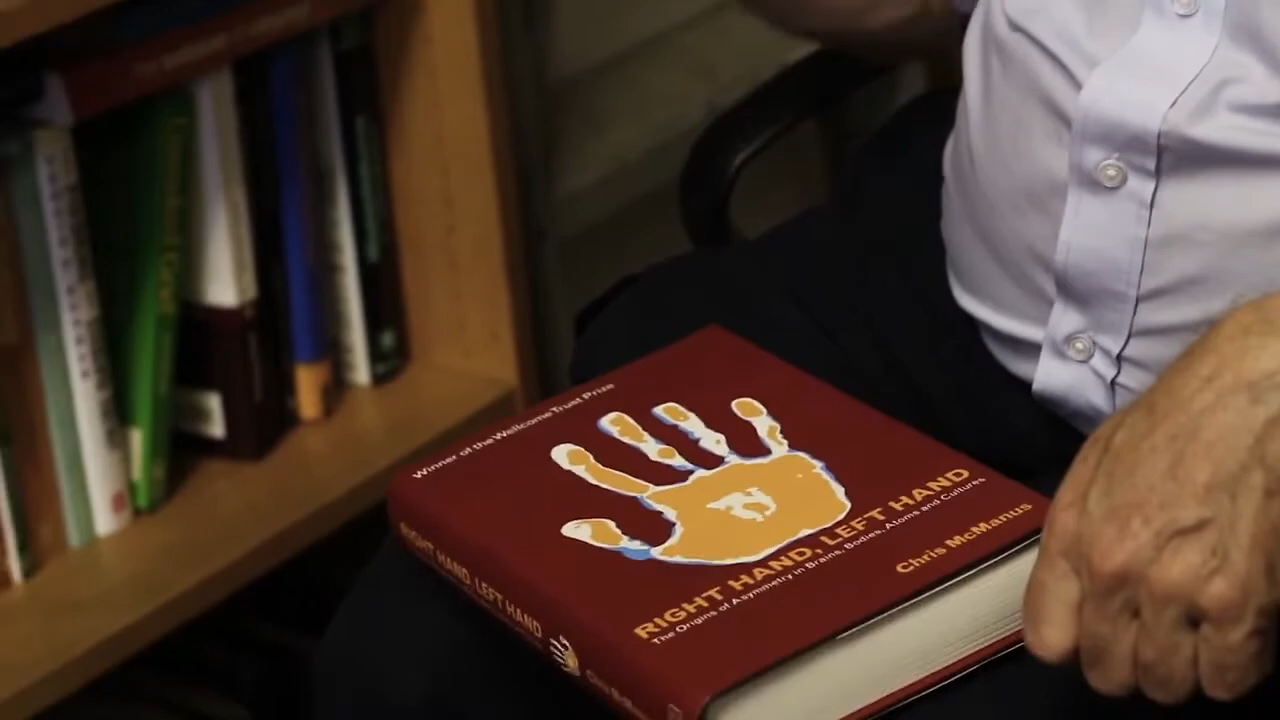 Winner of the Wellcome Trust Prize
RIGHT HAND, LEFT HAND
The Origins of Asymmetry in Brains, Bodies, Atoms and Cultures
Chris McManus
RIGHT HAND, LEFT HAND
Chris